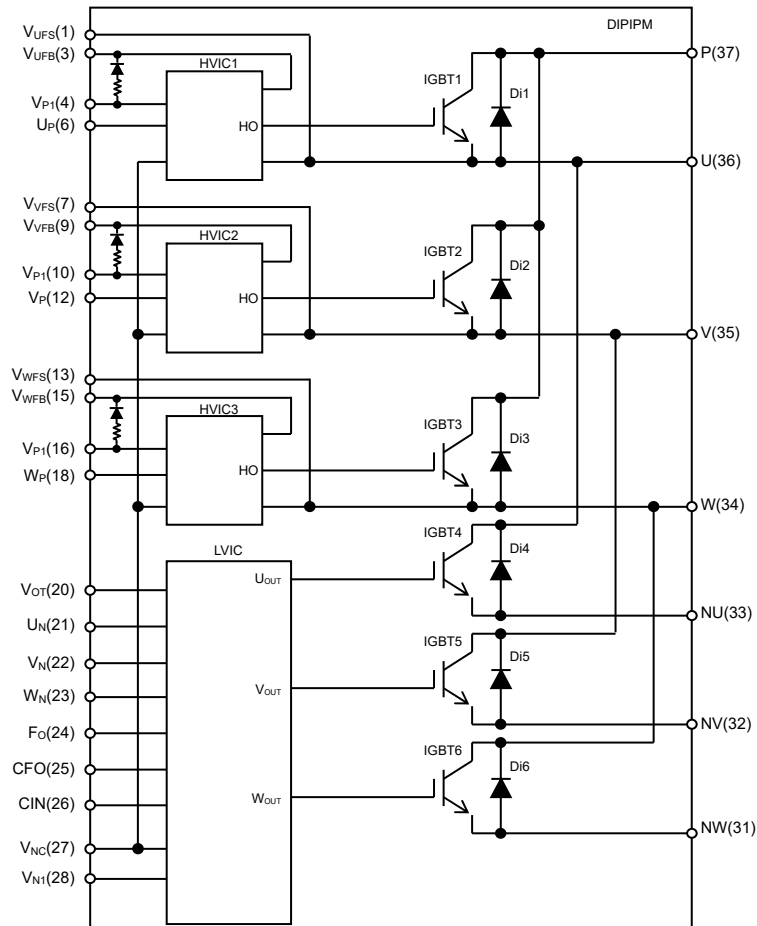 DIPIPM
VUFS(1)
VUFB(3)
HVIC1
IGBT1
P(37)
Di1
VP1(4)
UP(6)
HO
U(36)
VVFS(7)
VVFB(9)
HVIC2
IGBT2
Di2
VP1(10)
VP(12)
HO
V(35)
VWFS(13)
VWFB(15)
HVIC3
IGBT3
Di3
VP1(16)
WP(18)
HO
W(34)
IGBT4
LVIC
Di4
UOUT
VOT(20)
NU(33)
UN(21)
IGBT5
Di5
VN(22)
VOUT
WN(23)
NV(32)
FO(24)
IGBT6
Di6
CFO(25)
WOUT
CIN(26)
NW(31)
VNC(27)
VN1(28)